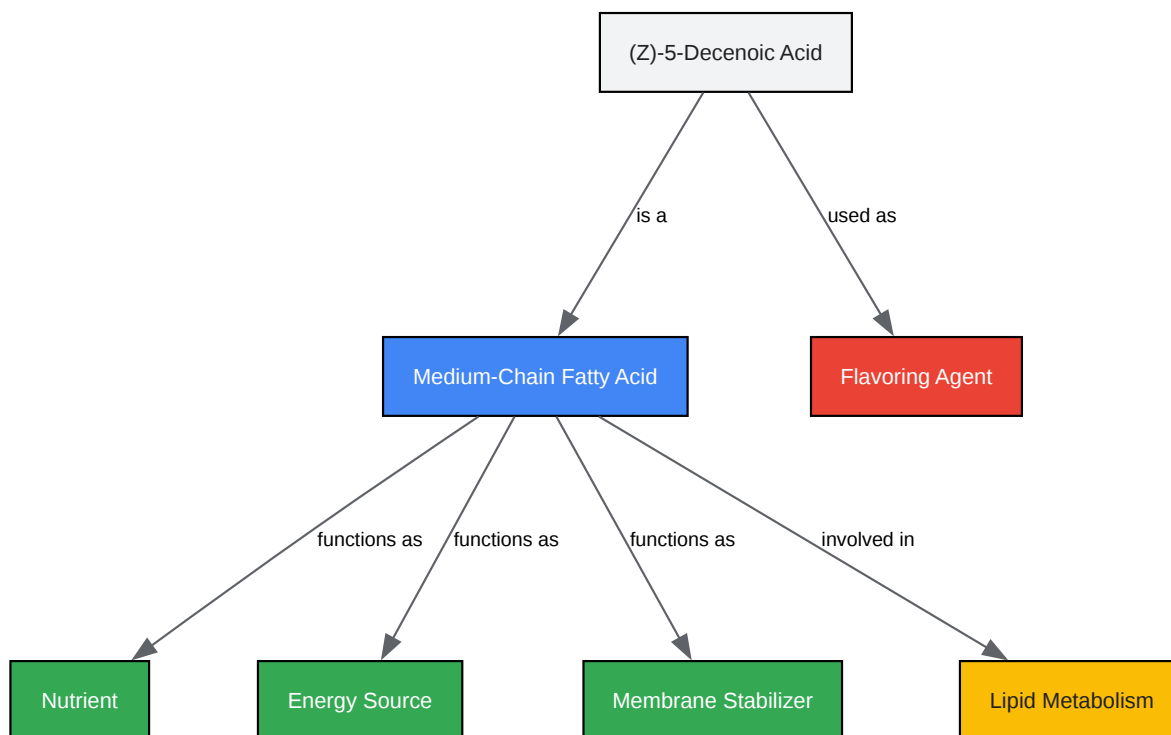 (Z)-5-Decenoic Acid
is a
used as
Medium-Chain Fatty Acid
Flavoring Agent
functions as
functions as
functions as
involved in
Nutrient
Energy Source
Membrane Stabilizer
Lipid Metabolism